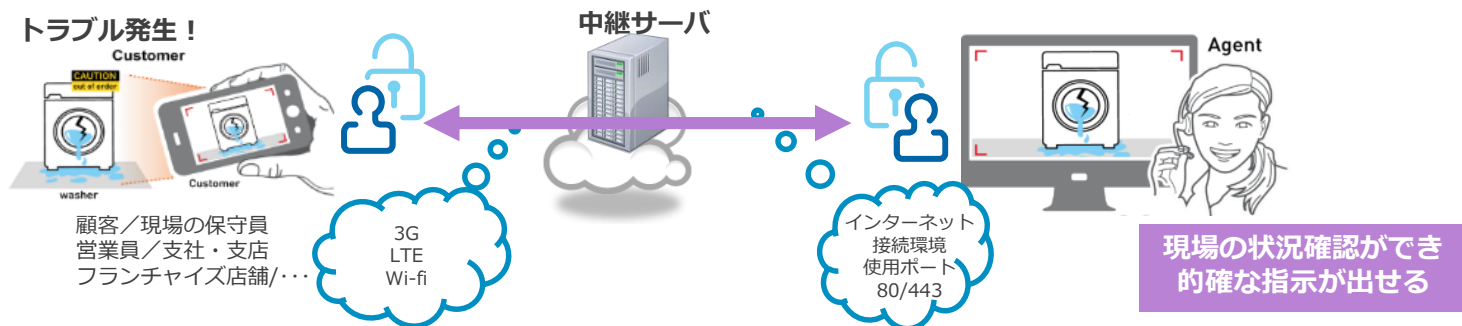 トラブル発生！
Customer
CAUTION
out of order
washer
Customer
顧客／現場の保守員
営業員／支社・支店
フランチャイズ店舗/･･･
3G
LTE
Wi-fi
中継サーバ
インターネット
接続環境
使用ポート
80/443
Agent
現場の状況確認ができ
的確な指示が出せる